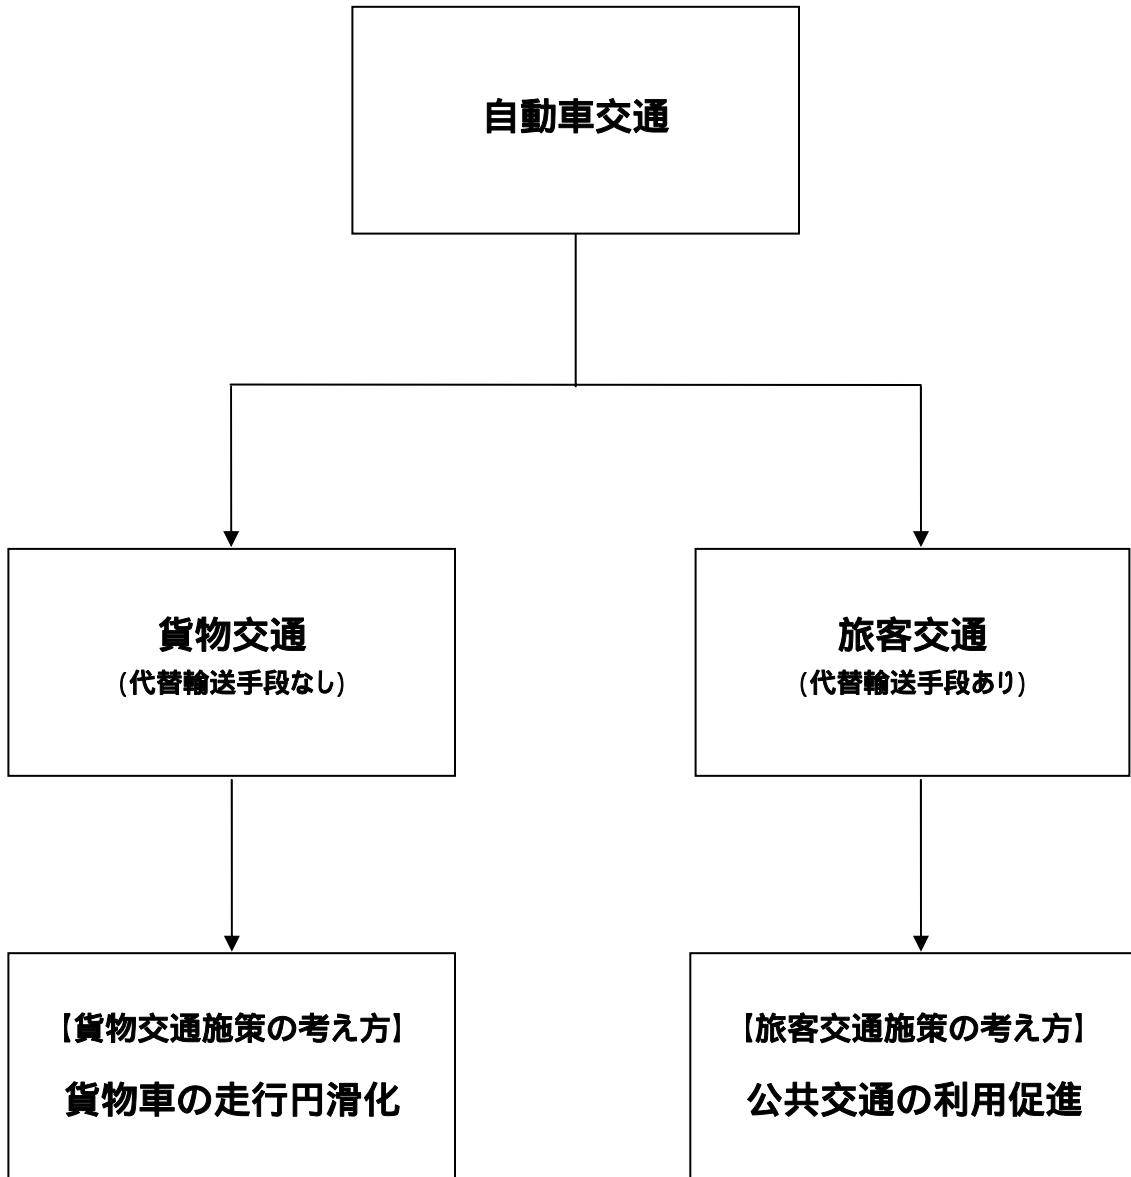 自動車交通
貨物交通
(代替輸送手段なし)
旅客交通
(代替輸送手段あり)
【貨物交通施策の考え方】
貨物車の走行円滑化
【旅客交通施策の考え方】
公共交通の利用促進